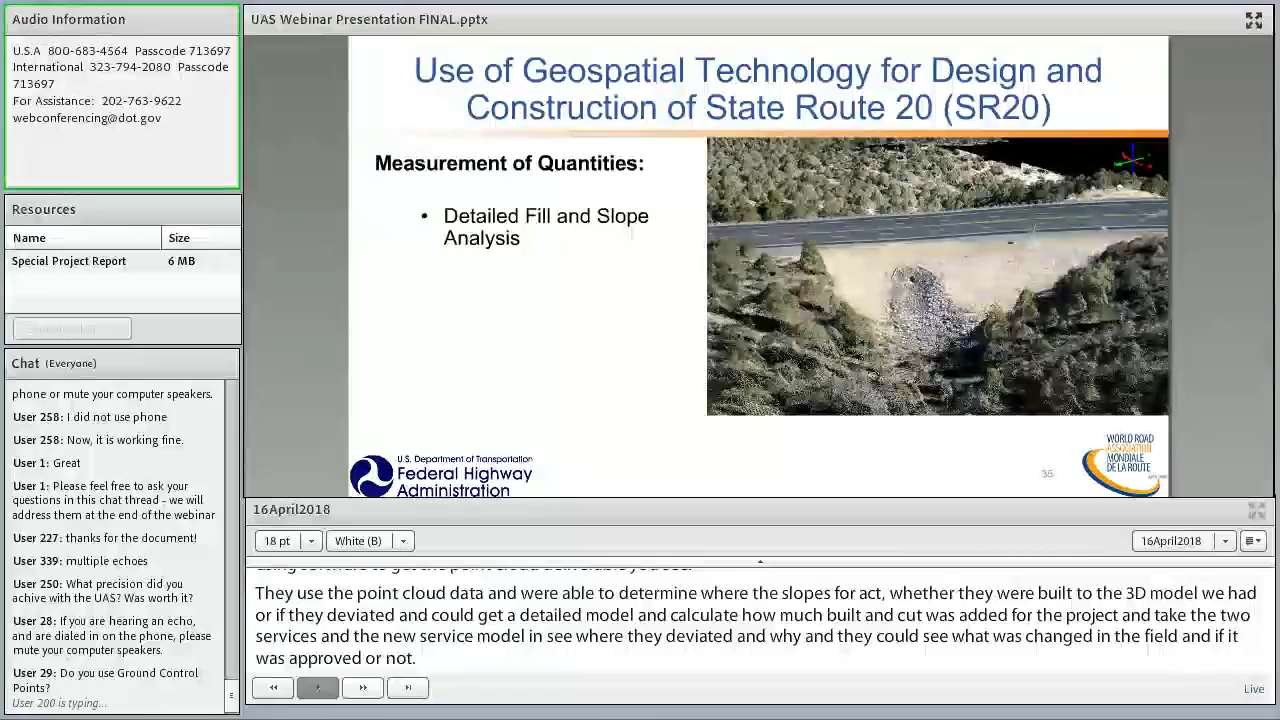 Audio Information
U.S.A 800-683-4564 Passcode 713697
International 323-794-2080 Passcode
713697
For Assistance: 202-763-9622
webconferencing@dot.gov
Resources
Name Size
Special Project Report 6 MB
Chat (Everyone)
phone or mute your computer speakers.
User 258: I did not use phone
User 258: Now, it is working fine.
User 1: Great
User 1: Please feel free to ask your
questions in this chat thread - we will
address them at the end of the webinar
User 227: thanks for the document!
User 339: multiple echoes
User 250: What precision did you
achive with the UAS? Was worth it?
User 28: If you are hearing an echo,
and are dialed in on the phone, please
mute your computer speakers.
User 29: Do you use Ground Control
Points?
User 200 is typing...
UAS Webinar Presentation FINAL.pptx
Use of Geospatial Technology for Design and
Construction of State Route 20 (SR20)
Measurement of Quantities:
• Detailed Fill and Slope
Analysis
U.S. Department of Transportation
Federal Highway
Administration
35
WORLD ROAD
ASSOCIATION
MONDIALE
DE LA ROUTE
16April2018
18 pt White (B) 16April2018
They use the point cloud data and were able to determine where the slopes for act, whether they were built to the 3D model we had
or if they deviated and could get a detailed model and calculate how much built and cut was added for the project and take the two
services and the new service model in see where they deviated and why and they could see what was changed in the field and if it
was approved or not.
Live